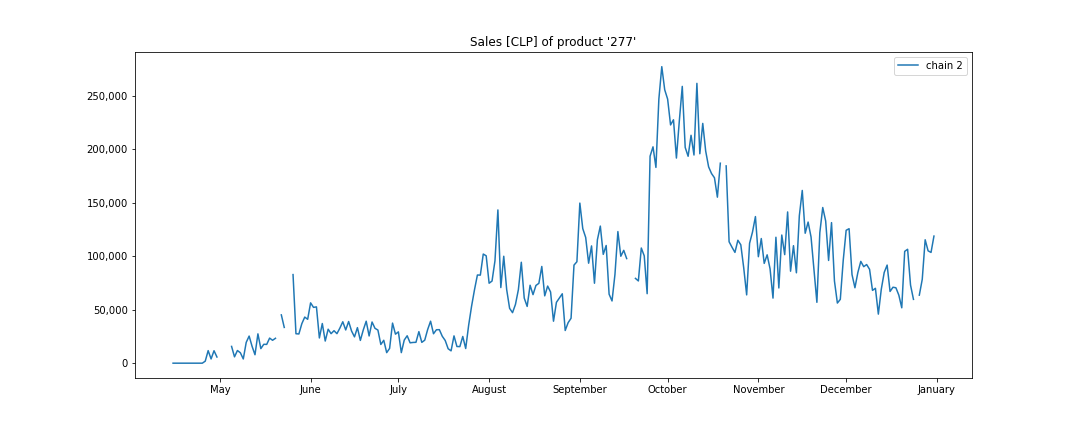 Sales [CLP] of product '277'
chain 2
250,000
200,000
150,000
100,000
50,000
0
May June July August September October November December January